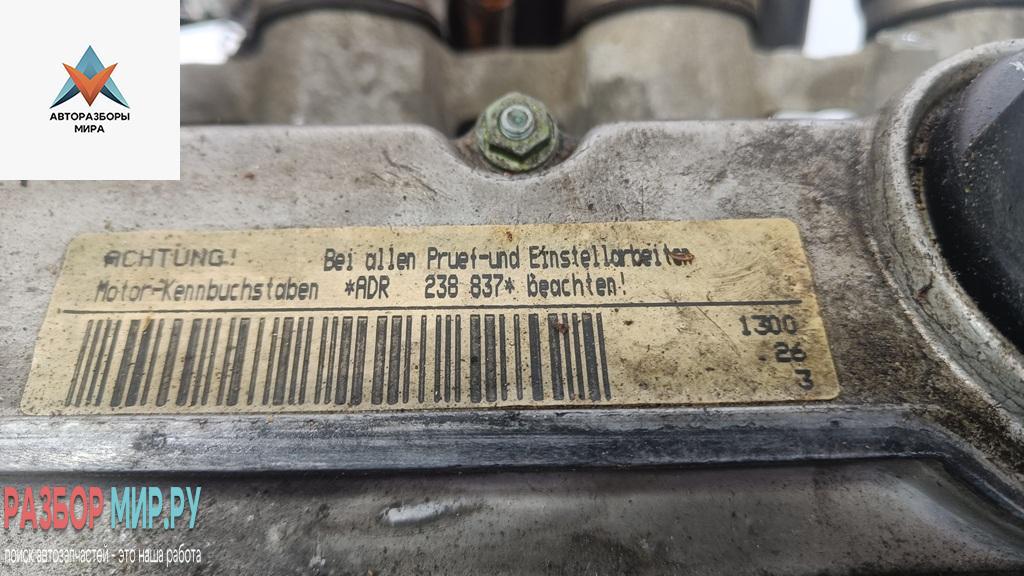 АВТОРАЗБОРЫ
МИРА
ACHTUNG! Bei allen Pruef-und Einstellarbeiten
Motor-Kennbuchstaben *ADR 238 837* Beachten!
1300
.26
3
РАЗБОР МИР.РУ
поиск автозапчастей - это наша работа